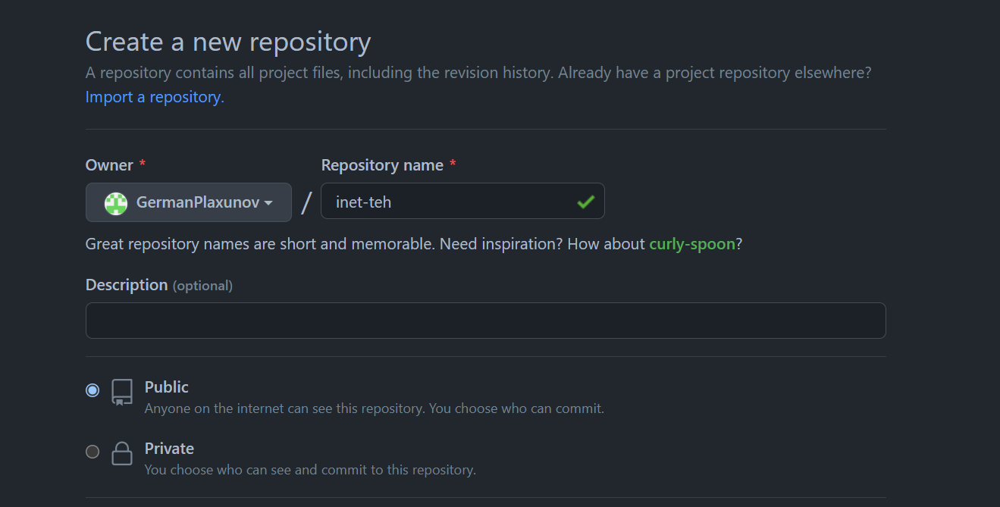 Create a new repository
A repository contains all project files, including the revision history. Already have a project repository elsewhere?
Import a repository.
Owner * Repository name *
GermanPlaxunov / inet-teh
Great repository names are short and memorable. Need inspiration? How about curly-spoon?
Description (optional)
Public
Anyone on the internet can see this repository. You choose who can commit.
Private
You choose who can see and commit to this repository.